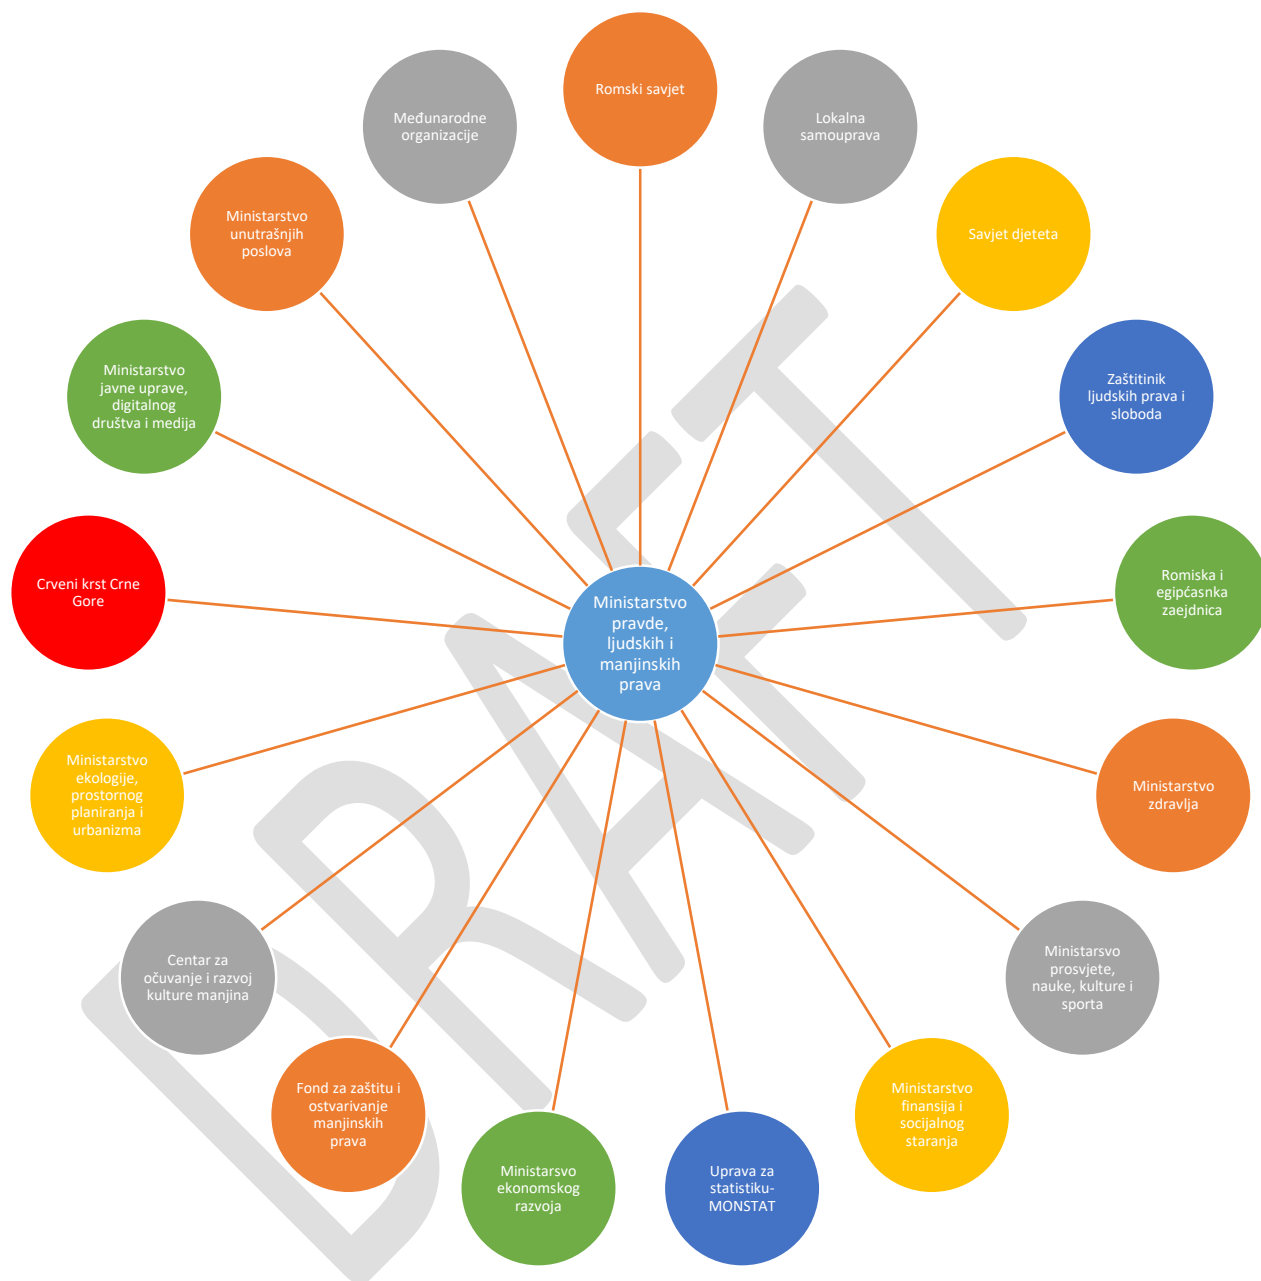 Romski savjet
Međunarodne
organizacije
Lokalna
samouprava
Ministarstvo
unutrašnjih
poslova
Savjet djeteta
Ministarstvo
javne uprave,
digitalnog
društva i medija
Zaštitinik
ljudskih prava i
sloboda
Crveni krst Crne
Gore
Romiska i
egipćasnka
zaejdnica
Ministarstvo
pravde,
ljudskih i
manjinskih
prava
Ministarstvo
ekologije,
prostornog
planiranja i
urbanizma
Ministarstvo
zdravlja
Centar za
očuvanje i razvoj
kulture manjina
Ministarsvo
prosvjete,
nauke, kulture i
sporta
Fond za zaštitu i
ostvarivanje
manjinskih
prava
Ministarstvo
finansija i
socijalnog
staranja
Ministarsvo
ekonomskog
razvoja
Uprava za
statistiku-
MONSTAT
DRAFT